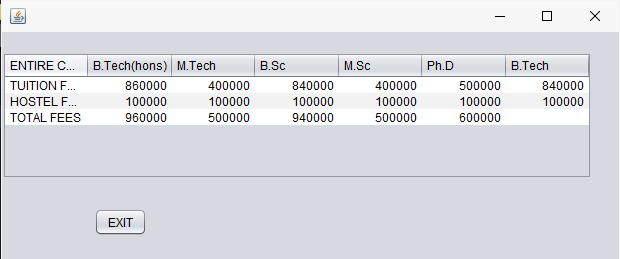 ENTIRE C... B.Tech(hons) M.Tech B.Sc M.Sc Ph.D B.Tech
TUITION F... 860000 400000 840000 400000 500000 840000
HOSTEL F... 100000 100000 100000 100000 100000 100000
TOTAL FEES 960000 500000 940000 500000 600000
EXIT